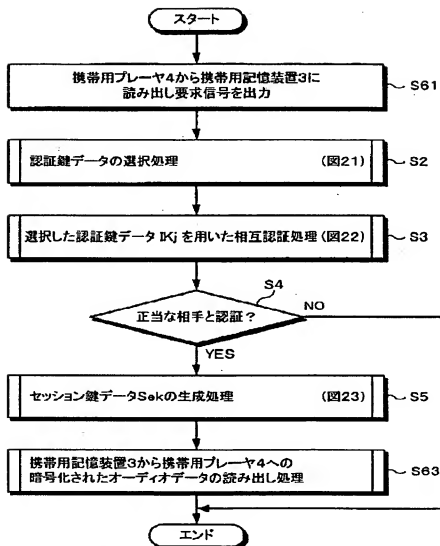 スタート
携帯用プレーヤ4から携帯用記憶装置3に
読み出し要求信号を出力
S61
認証鍵データの選択処理 (図21)
S2
選択した認証鍵データ IKj を用いた相互認証処理 (図22)
S3
S4
正当な相手と認証?
NO
YES
セッション鍵データSekの生成処理 (図23)
S5
携帯用記憶装置3から携帯用プレーヤ4への
暗号化されたオーディオデータの読み出し処理
S63
エンド